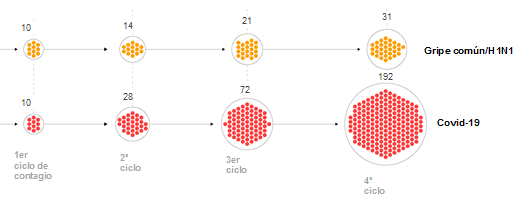 10
14
21
31
Gripe común/H1N1
10
28
72
192
Covid-19
1er
ciclo de
contagio
2º
ciclo
3er
ciclo
4º
ciclo